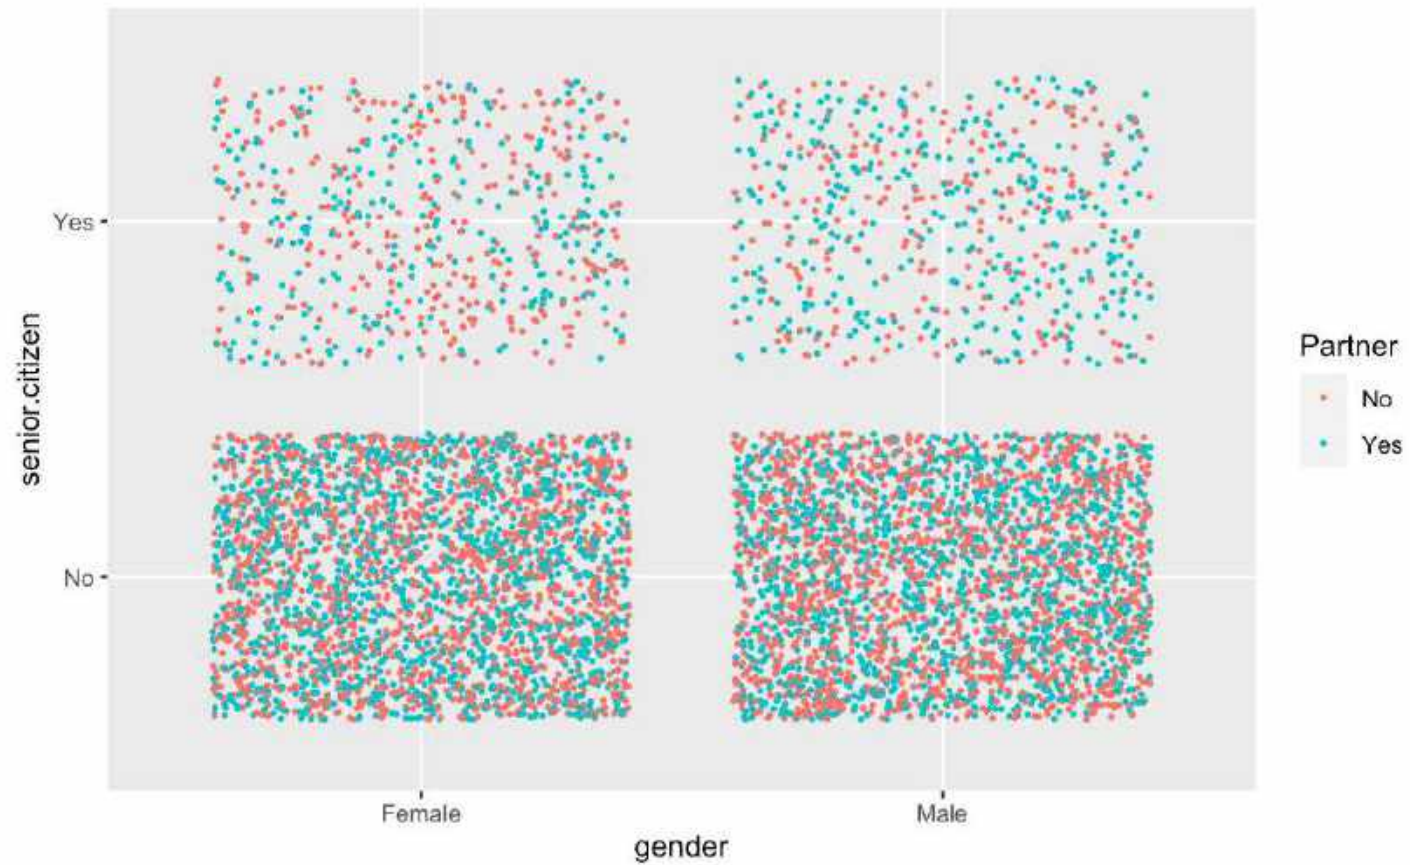 senior.citizen
Yes
No
Female
Male
gender
Partner
No
Yes